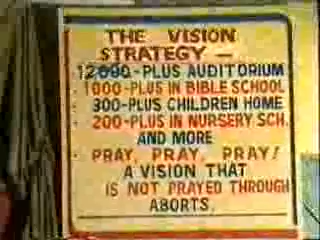 THE VISION
STRATEGY —
12000-PLUS AUDITORIUM
• 1000-PLUS IN BIBLE SCHOOL
• 300-PLUS CHILDREN HOME
• 200-PLUS IN NURSERY SCH.
AND MORE
• PRAY, PRAY, PRAY!
A VISION THAT
IS NOT PRAYED THROUGH
ABORTS.